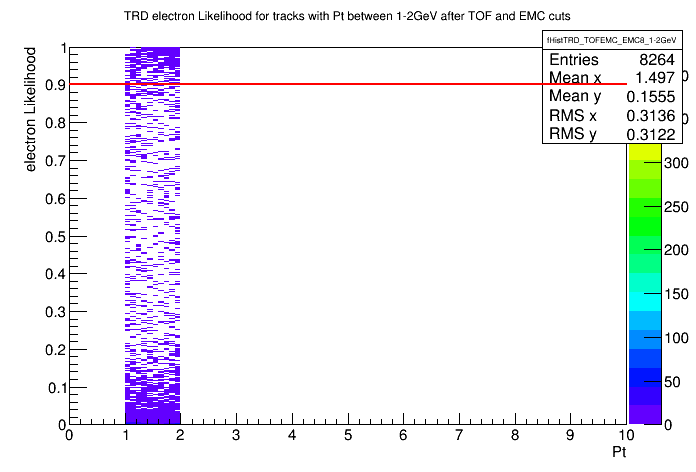 TRD electron Likelihood for tracks with Pt between 1-2GeV after TOF and EMC cuts
fHistTRD_TOFEMC_EMC8_1-2GeV
Entries 8264
Mean x 1.497
Mean y 0.1555
RMS x 0.3136
RMS y 0.3122
electron Likelihood
1
0.9
0.8
0.7
0.6
0.5
0.4
0.3
0.2
0.1
0
0 1 2 3 4 5 6 7 8 9 10
Pt
300
250
200
150
100
50
0